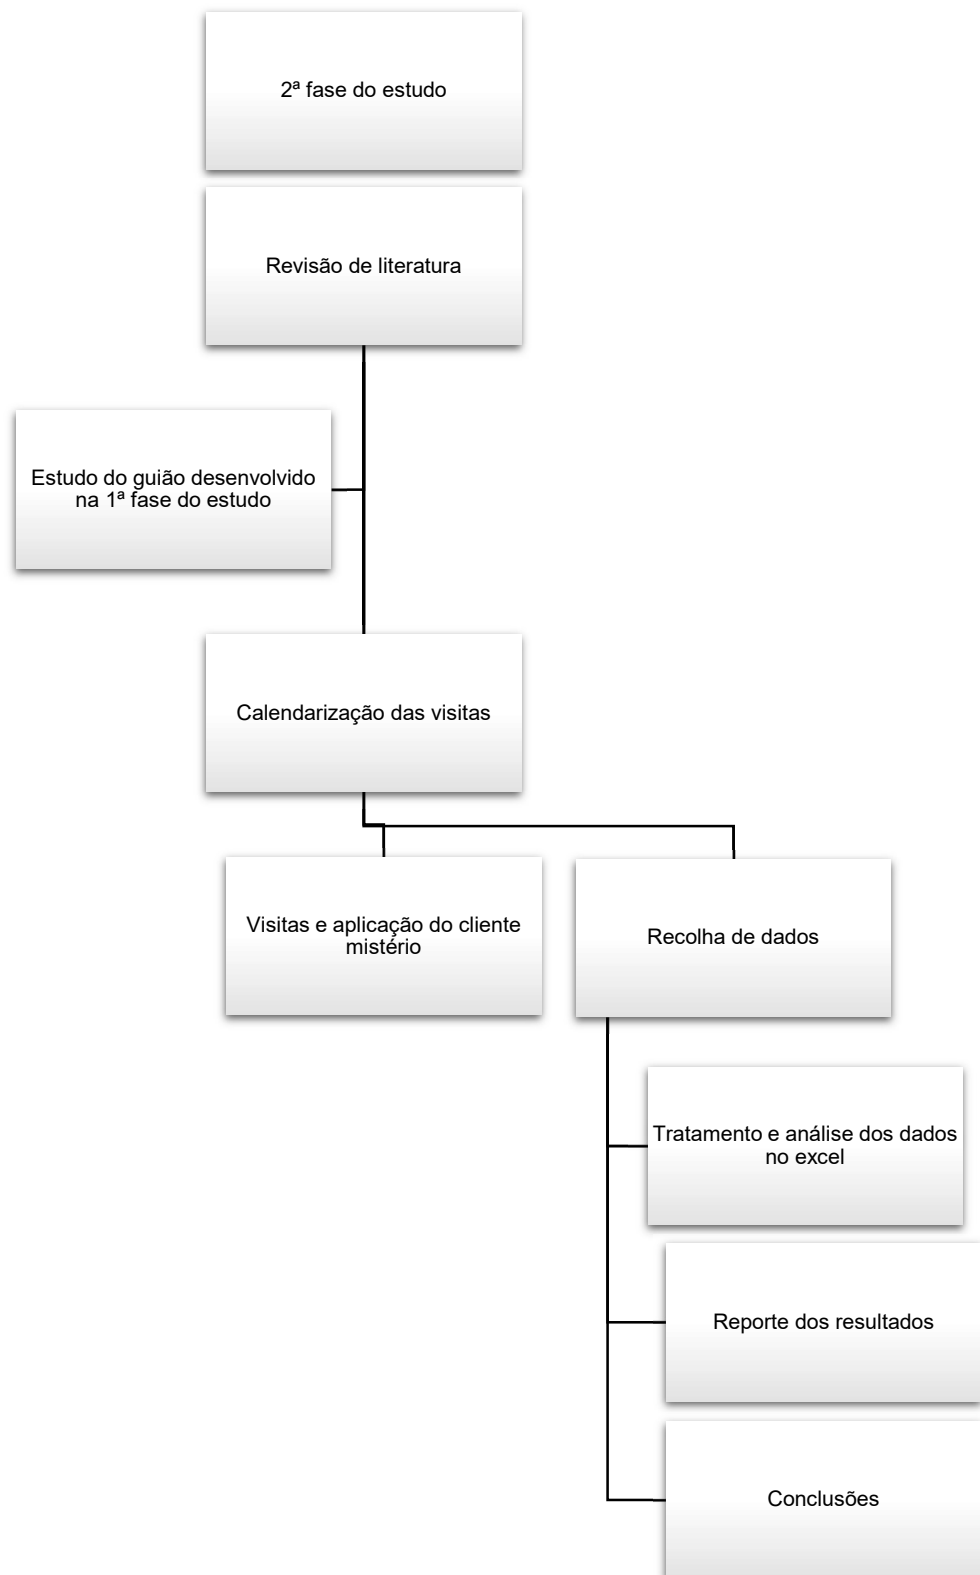 2ª fase do estudo
Revisão de literatura
Estudo do guião desenvolvido
na 1ª fase do estudo
Calendarização das visitas
Visitas e aplicação do cliente
mistério
Recolha de dados
Tratamento e análise dos dados
no excel
Reporte dos resultados
Conclusões